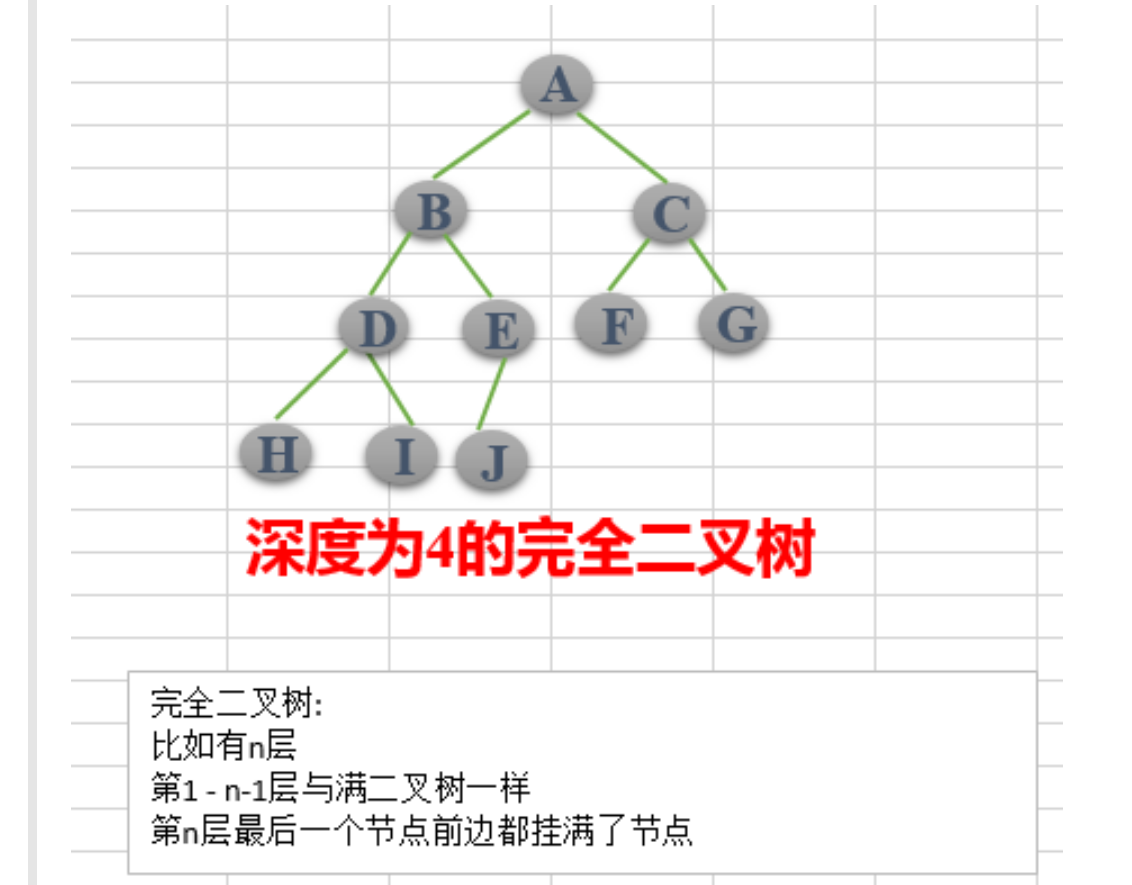 A
B C
D E F G
H I J
深度为4的完全二叉树
完全二叉树:
比如有n层
第1 - n-1层与满二叉树一样
第n层最后一个节点前边都挂满了节点